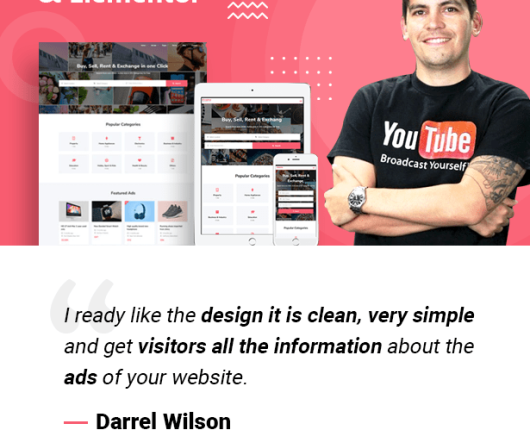 & Elementor
Buy, Sell, Rent & Exchange in one Click
Popular Categories
Featured Ads
Buy, Sell, Rent & Exchange
Popular Categories
Buy, Sell, Rent &
Exchange
Popular Categories
You Tube
Broadcast Yourself
I ready like the design it is clean, very simple
and get visitors all the information about the
ads of your website.
Darrel Wilson